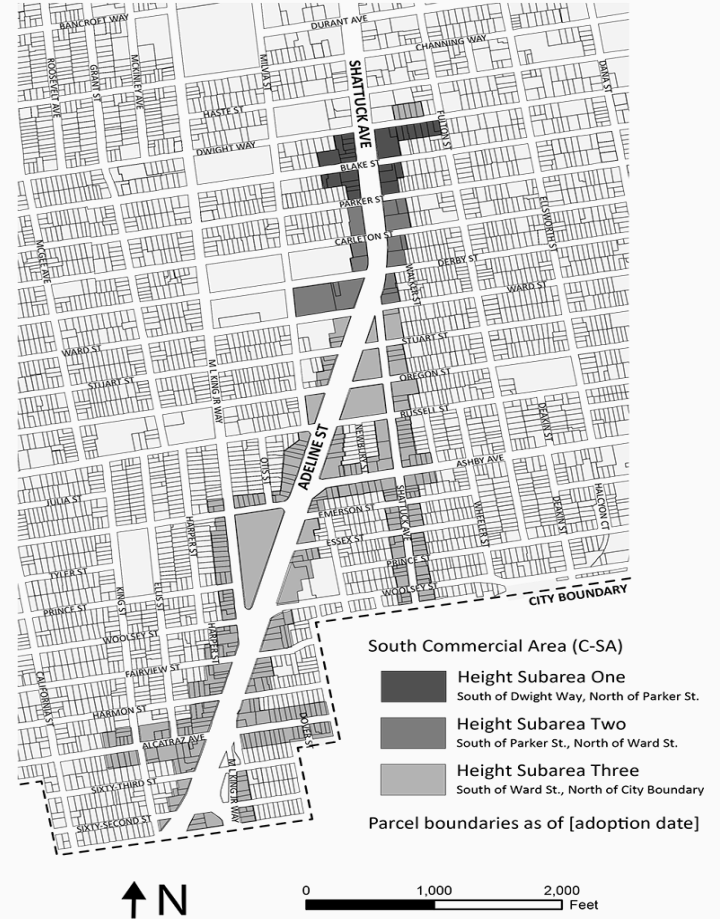 BANCROFT WAY
DURANT AVE
CHANNING WAY
ROOSEVELT AVE
GRANT ST
MCKINLEY AVE
MILVIA ST
SHATTUCK AVE
DANA ST
HASTE ST
FULTON ST
DWIGHT WAY
BLAKE ST
PARKER ST
ELLSWORTH ST
CARLETON ST
MCGEE AVE
DERBY ST
WALKER ST
WARD ST
WARD ST
STUART ST
STUART ST
M L KING JR WAY
OREGON ST
RUSSELL ST
DEAKIN ST
ADELINE ST
NEWBURY ST
OTIS ST
ASHBY AVE
JULIA ST
EMERSON ST
SHATTUCK AVE
WHEELER ST
DEAKIN ST
HALCYON CT
HARPER ST
ESSEX ST
PRINCE ST
TYLER ST
WOOLSEY ST
CITY BOUNDARY
KING ST
ELLIS ST
PRINCE ST
WOOLSEY ST
HARPER ST
FAIRVIEW ST
CALIFORNIA ST
HARMON ST
DOVER ST
ALCATRAZ AVE
SIXTY-THIRD ST
M L KING JR WAY
SIXTY-SECOND ST
South Commercial Area (C-SA)
Height Subarea One
South of Dwight Way, North of Parker St.
Height Subarea Two
South of Parker St., North of Ward St.
Height Subarea Three
South of Ward St., North of City Boundary
Parcel boundaries as of [adoption date]
N
0 1,000 2,000
Feet